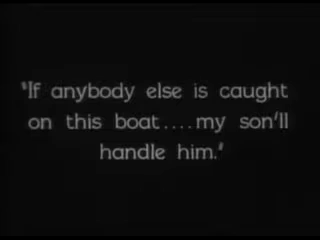 "If anybody else is caught
on this boat....my son'll
handle him."